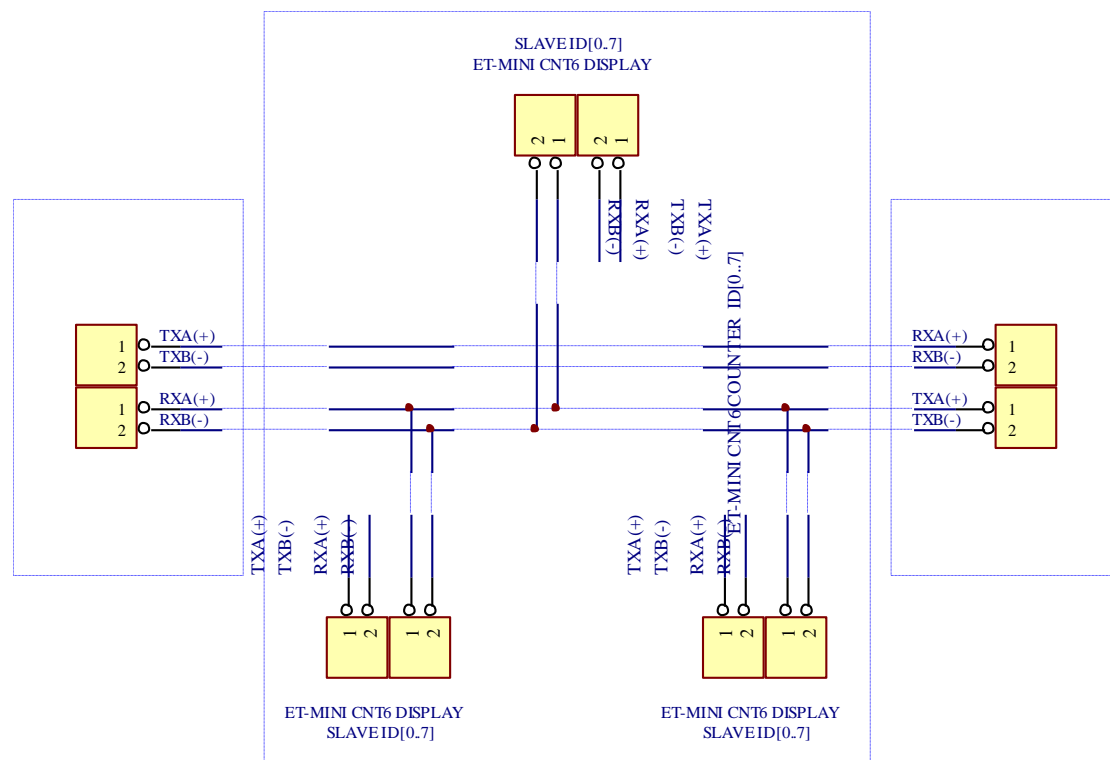 SLAVE ID[0..7]
ET-MINI CNT6 DISPLAY
2
1
2
1
RXB(-)
RXA(+)
TXB(-)
TXA(+)
ET-MINI CNT6 COUNTER ID[0..7]
TXA(+)
1
TXB(-)
2
RXA(+)
1
RXB(-)
2
RXA(+)
1
RXB(-)
2
TXA(+)
1
TXB(-)
2
TXA(+)
TXB(-)
RXA(+)
RXB(-)
TXA(+)
TXB(-)
RXA(+)
RXB(-)
1
2
1
2
1
2
1
2
ET-MINI CNT6 DISPLAY
SLAVE ID[0..7]
ET-MINI CNT6 DISPLAY
SLAVE ID[0..7]